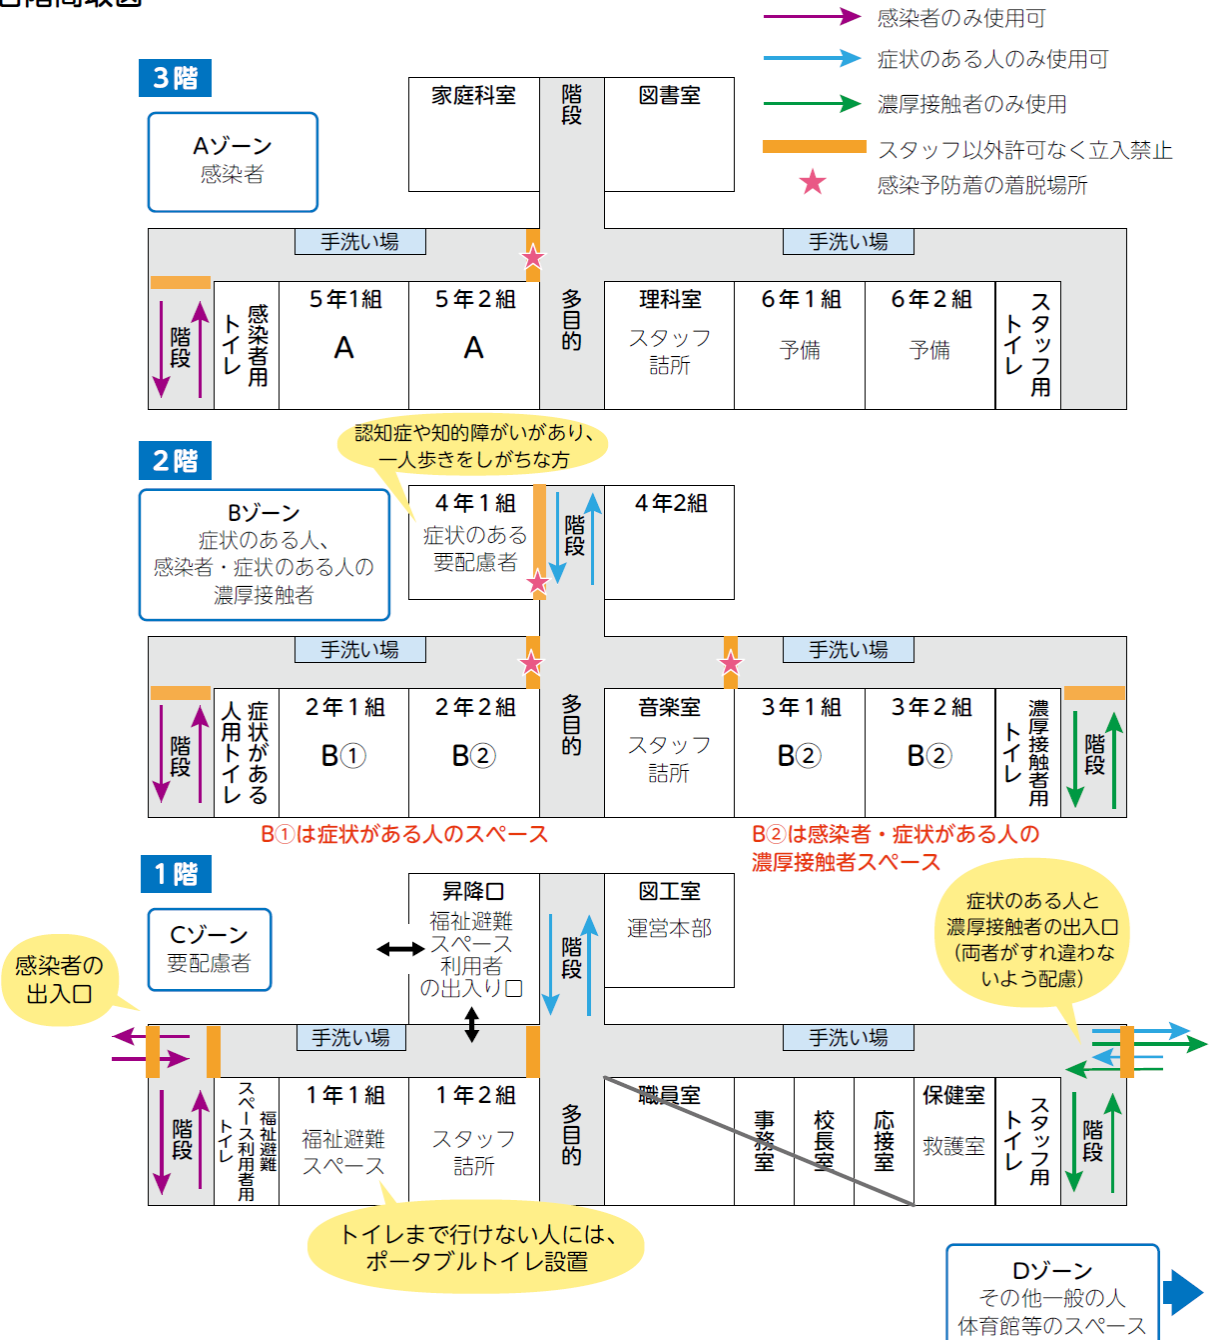 各階間取図
感染者のみ使用可
症状のある人のみ使用可
濃厚接触者のみ使用
スタッフ以外許可なく立入禁止
感染予防着の着脱場所
3階
Aゾーン
感染者
家庭科室
階段
図書室
手洗い場
手洗い場
階段
感染者用
トイレ
5年1組
A
5年2組
A
多目的
理科室
スタッフ
詰所
6年1組
予備
6年2組
予備
スタッフ用
トイレ
認知症や知的障がいがあり、
一人歩きをしがちな方
2階
Bゾーン
症状のある人、
感染者・症状のある人の
濃厚接触者
4年1組
症状のある
要配慮者
階段
4年2組
手洗い場
手洗い場
階段
症状がある
人用トイレ
2年1組
B①
2年2組
B②
多目的
音楽室
スタッフ
詰所
3年1組
B②
3年2組
B②
濃厚接触者用
トイレ
階段
B①は症状がある人のスペース
B②は感染者・症状がある人の
濃厚接触者スペース
1階
Cゾーン
要配慮者
感染者の
出入口
昇降口
福祉避難
スペース
利用者
の出入り口
階段
図工室
運営本部
症状のある人と
濃厚接触者の出入口
(両者がすれ違わな
いよう配慮)
手洗い場
手洗い場
階段
福祉避難
スペース利用者用
トイレ
1年1組
福祉避難
スペース
1年2組
スタッフ
詰所
多目的
職員室
事務室
校長室
応接室
保健室
救護室
スタッフ用
トイレ
階段
トイレまで行けない人には、
ポータブルトイレ設置
Dゾーン
その他一般の人
体育館等のスペース